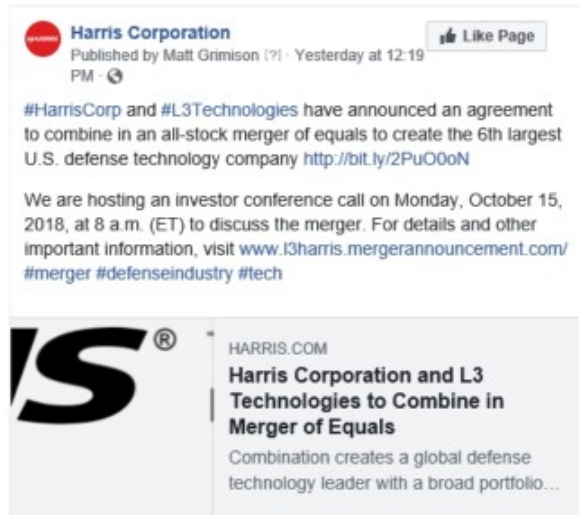 Harris Corporation
Like Page
Published by Matt Grimison [?] · Yesterday at 12:19
PM ·
#HarrisCorp and #L3Technologies have announced an agreement
to combine in an all-stock merger of equals to create the 6th largest
U.S. defense technology company http://bit.ly/2PuO0oN
We are hosting an investor conference call on Monday, October 15,
2018, at 8 a.m. (ET) to discuss the merger. For details and other
important information, visit www.l3harris.mergerannouncement.com/
#merger #defenseindustry #tech
HARRIS.COM
Harris Corporation and L3
Technologies to Combine in
Merger of Equals
Combination creates a global defense
technology leader with a broad portfolio...